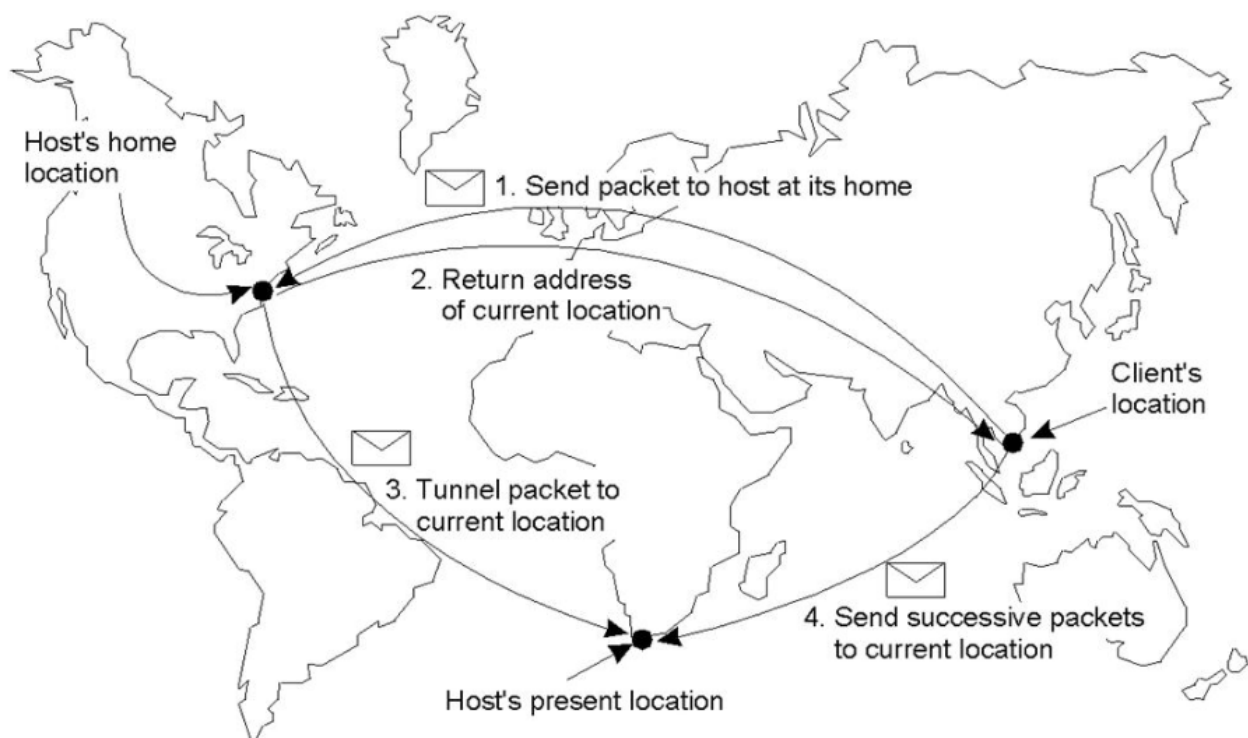 Host's home
location
1. Send packet to host at its home
2. Return address
of current location
Client's
location
3. Tunnel packet to
current location
4. Send successive packets
to current location
Host's present location